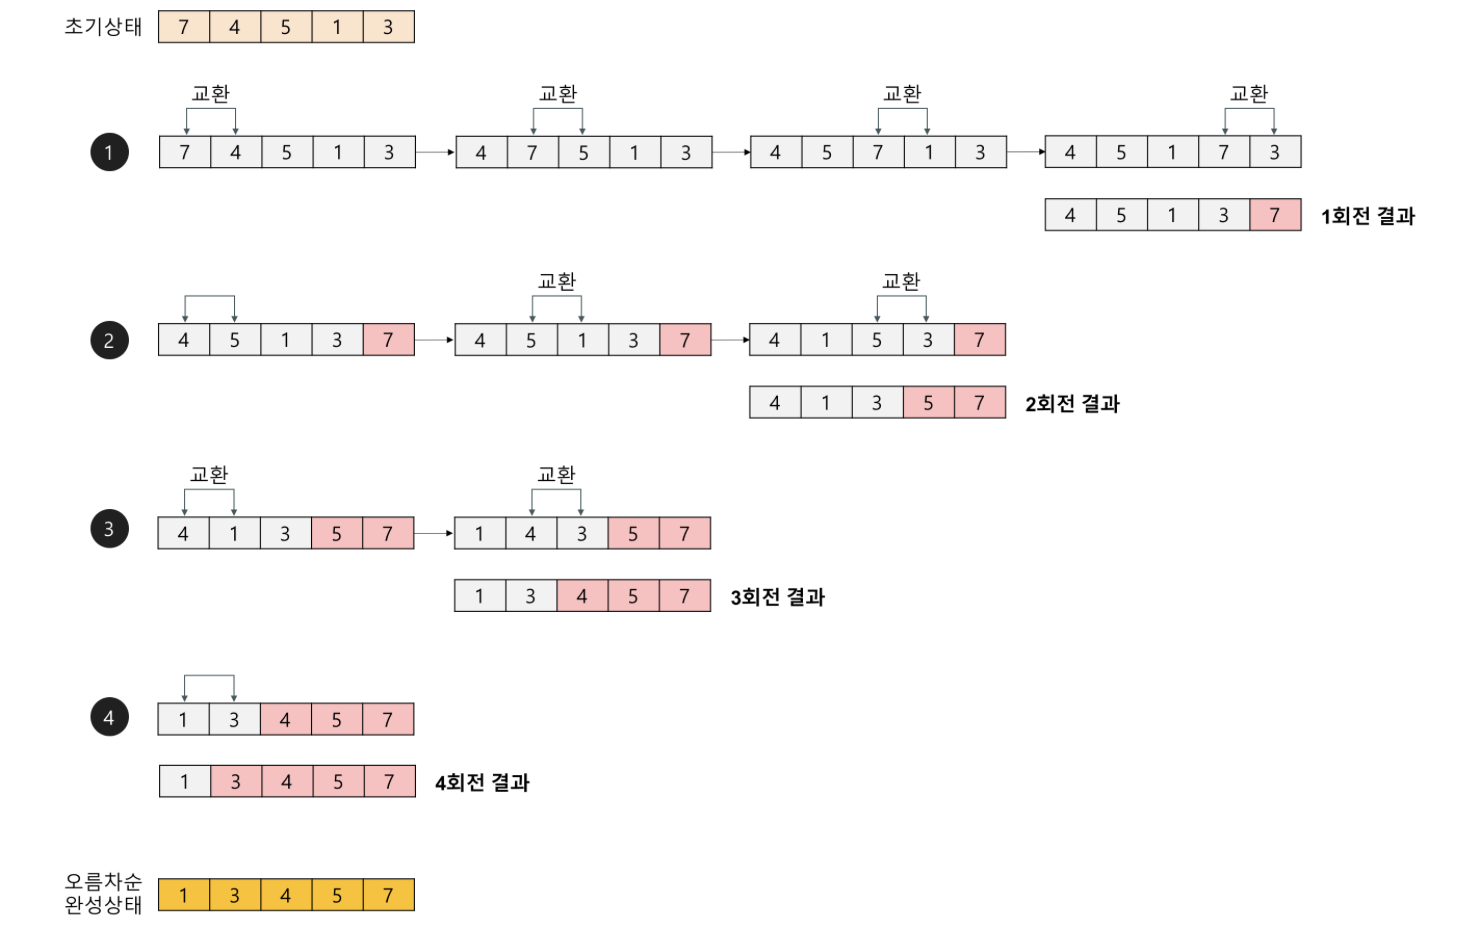 초기상태 7 4 5 1 3
교환 교환 교환 교환
1 7 4 5 1 3 4 7 5 1 3 4 5 7 1 3 4 5 1 7 3
4 5 1 3 7 1회전 결과
교환 교환
2 4 5 1 3 7 4 5 1 3 7 4 1 5 3 7
4 1 3 5 7 2회전 결과
교환 교환
3 4 1 3 5 7 1 4 3 5 7
1 3 4 5 7 3회전 결과
4 1 3 4 5 7
1 3 4 5 7 4회전 결과
오름차순
완성상태 1 3 4 5 7